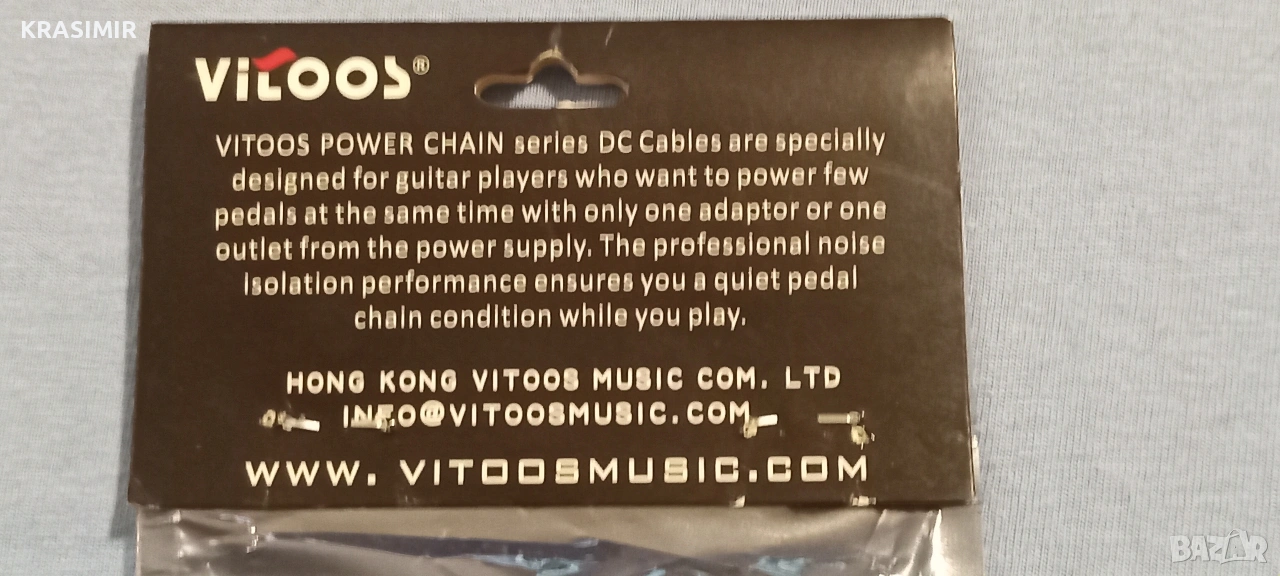 KRASIMIR
VITOOS®
VITOOS POWER CHAIN series DC Cables are specially
designed for guitar players who want to power few
pedals at the same time with only one adaptor or one
outlet from the power supply. The professional noise
isolation performance ensures you a quiet pedal
chain condition while you play.
HONG KONG VITOOS MUSIC COM. LTD
INFO@VITOOSMUSIC.COM
WWW. VITOOSMUSIC.COM
BAZAR